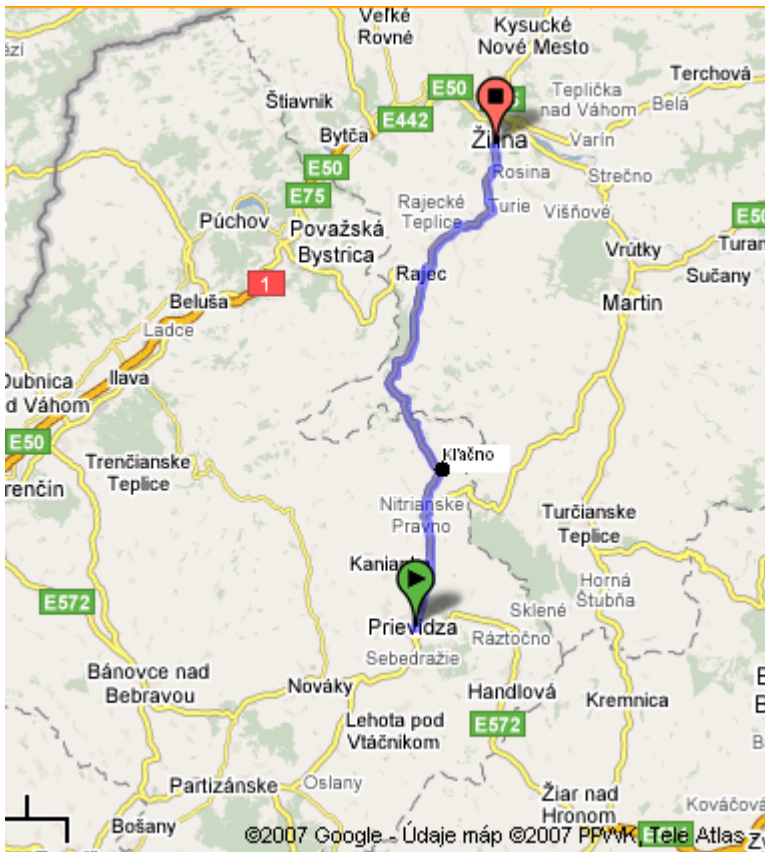 Veľké
Rovné
Kysucké
Nové Mesto
Terchová
Teplička
nad Váhom
Belá
E50
Štiavnik
E442
Bytča
Žilina
Varín
E50
Rosina
Strečno
E75
Rajecké
Teplice
Turie
Višňové
E50
Púchov
Považská
Bystrica
Vrútky
Turan
Rajec
Sučany
1
Beluša
Martin
Ladce
Dubnica
d Váhom
Ilava
E50
Kľačno
Trenčianske
Teplice
renčín
Nitrianske
Pravno
Turčianske
Teplice
Kanianka
Horná
Štubňa
E572
Sklené
Prievidza
Ráztočno
Sebedražie
Bánovce nad
Bebravou
Nováky
Handlová
Kremnica
Lehota pod
Vtáčnikom
E572
Partizánske
Oslany
Žiar nad
Hronom
Kováčová
Bošany
©2007 Google - Údaje máp ©2007 PPWK, Tele Atlas